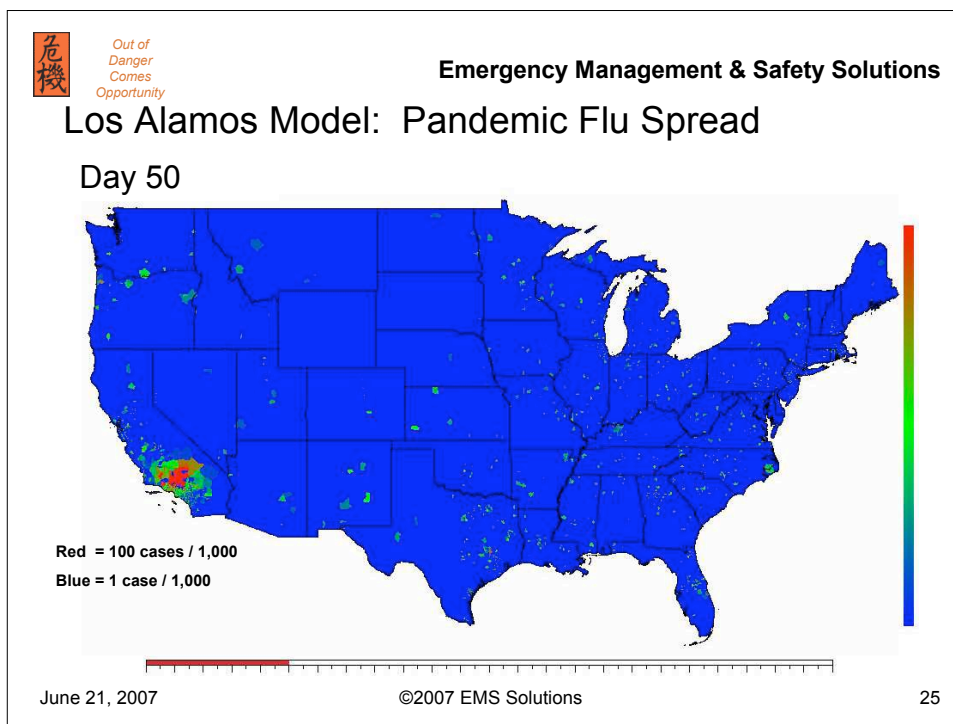 危
機
Out of
Danger
Comes
Opportunity
Emergency Management & Safety Solutions
Los Alamos Model: Pandemic Flu Spread
Day 50
Red = 100 cases / 1,000
Blue = 1 case / 1,000
June 21, 2007
©2007 EMS Solutions
25